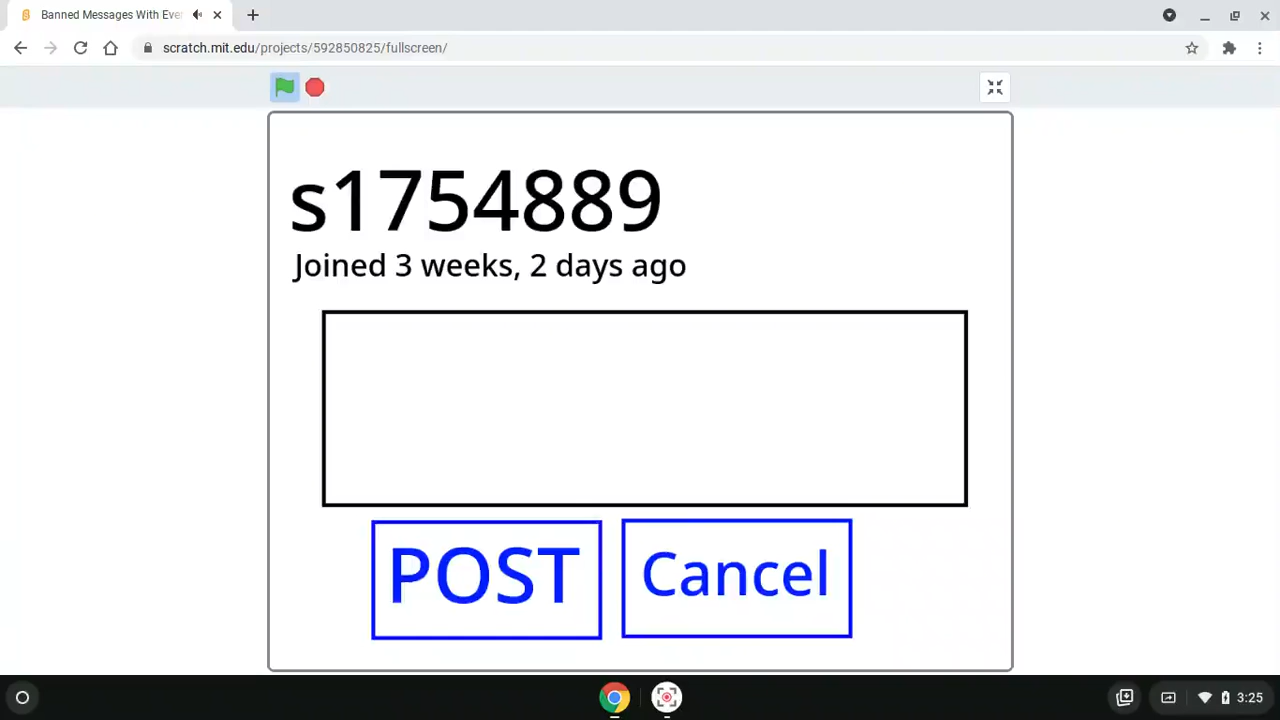 Banned Messages With Eve
scratch.mit.edu/projects/592850825/fullscreen/
s1754889
Joined 3 weeks, 2 days ago
POST
Cancel
3:25